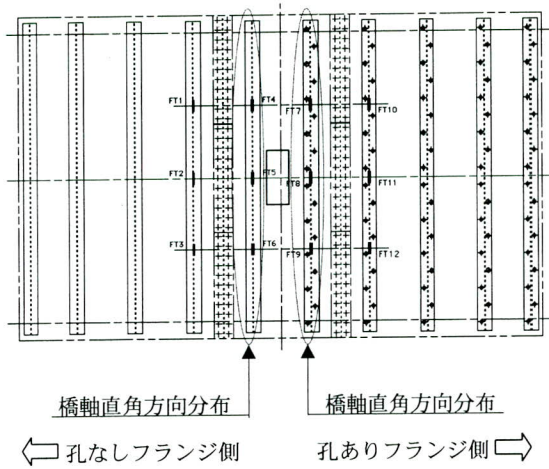 FT1 FT4 FT7 FT10
FT2 FT5 FT8 FT11
FT3 FT6 FT9 FT12
橋軸直角方向分布 橋軸直角方向分布
孔なしフランジ側 孔ありフランジ側